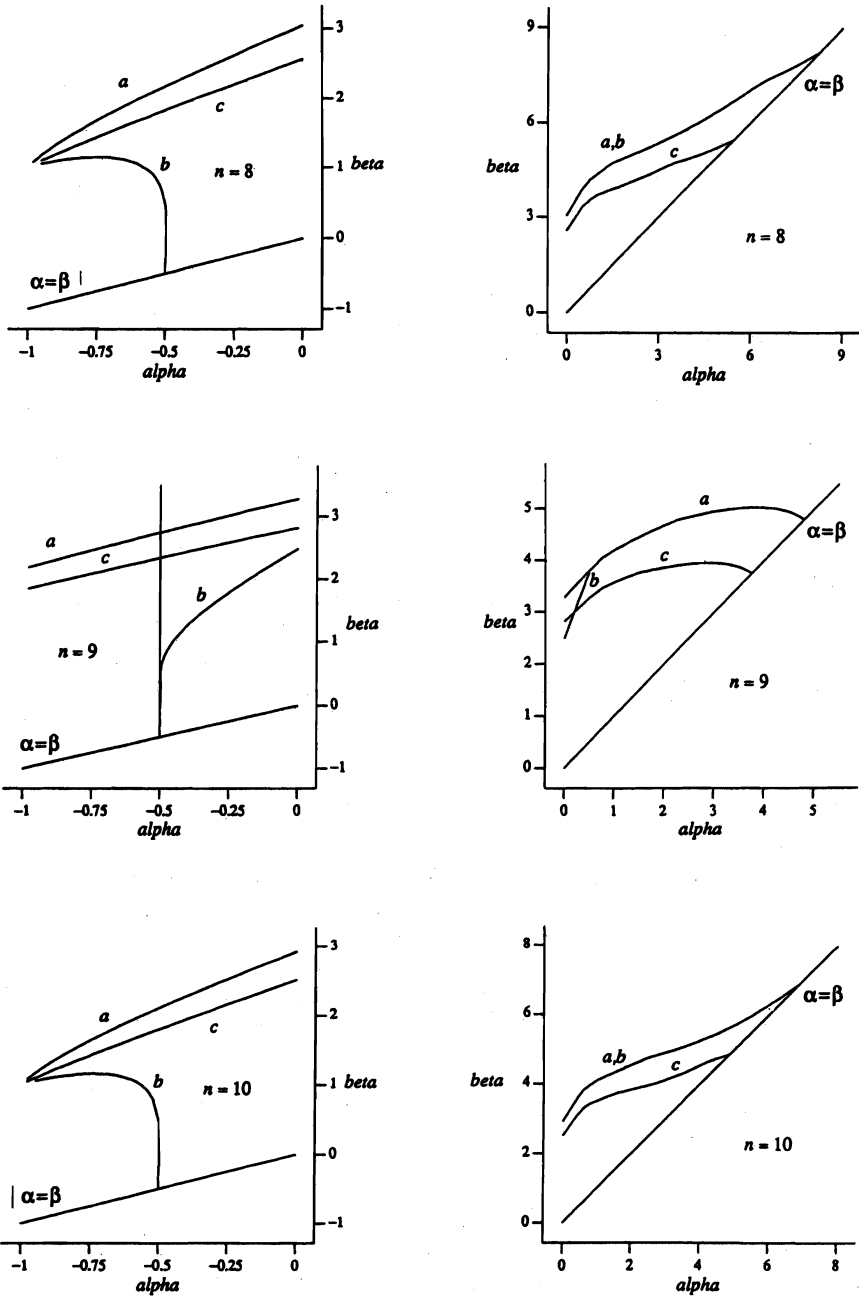 3
a
2
c
1 beta
b
n = 8
0
α=β
−1
−1 −0.75 −0.5 −0.25 0
alpha
9
α=β
6
a,b
beta
c
3
n = 8
0
0 3 6 9
alpha
3
a
c
2
b
beta
n = 9
1
0
α=β
−1
−1 −0.75 −0.5 −0.25 0
alpha
5
a
α=β
4
c
b
3
beta
2
n = 9
1
0
0 1 2 3 4 5
alpha
3
2
a
c
b
1 beta
n = 10
0
α=β
−1
−1 −0.75 −0.5 −0.25 0
alpha
8
α=β
6
a,b
c
beta
4
2
n = 10
0
0 2 4 6 8
alpha